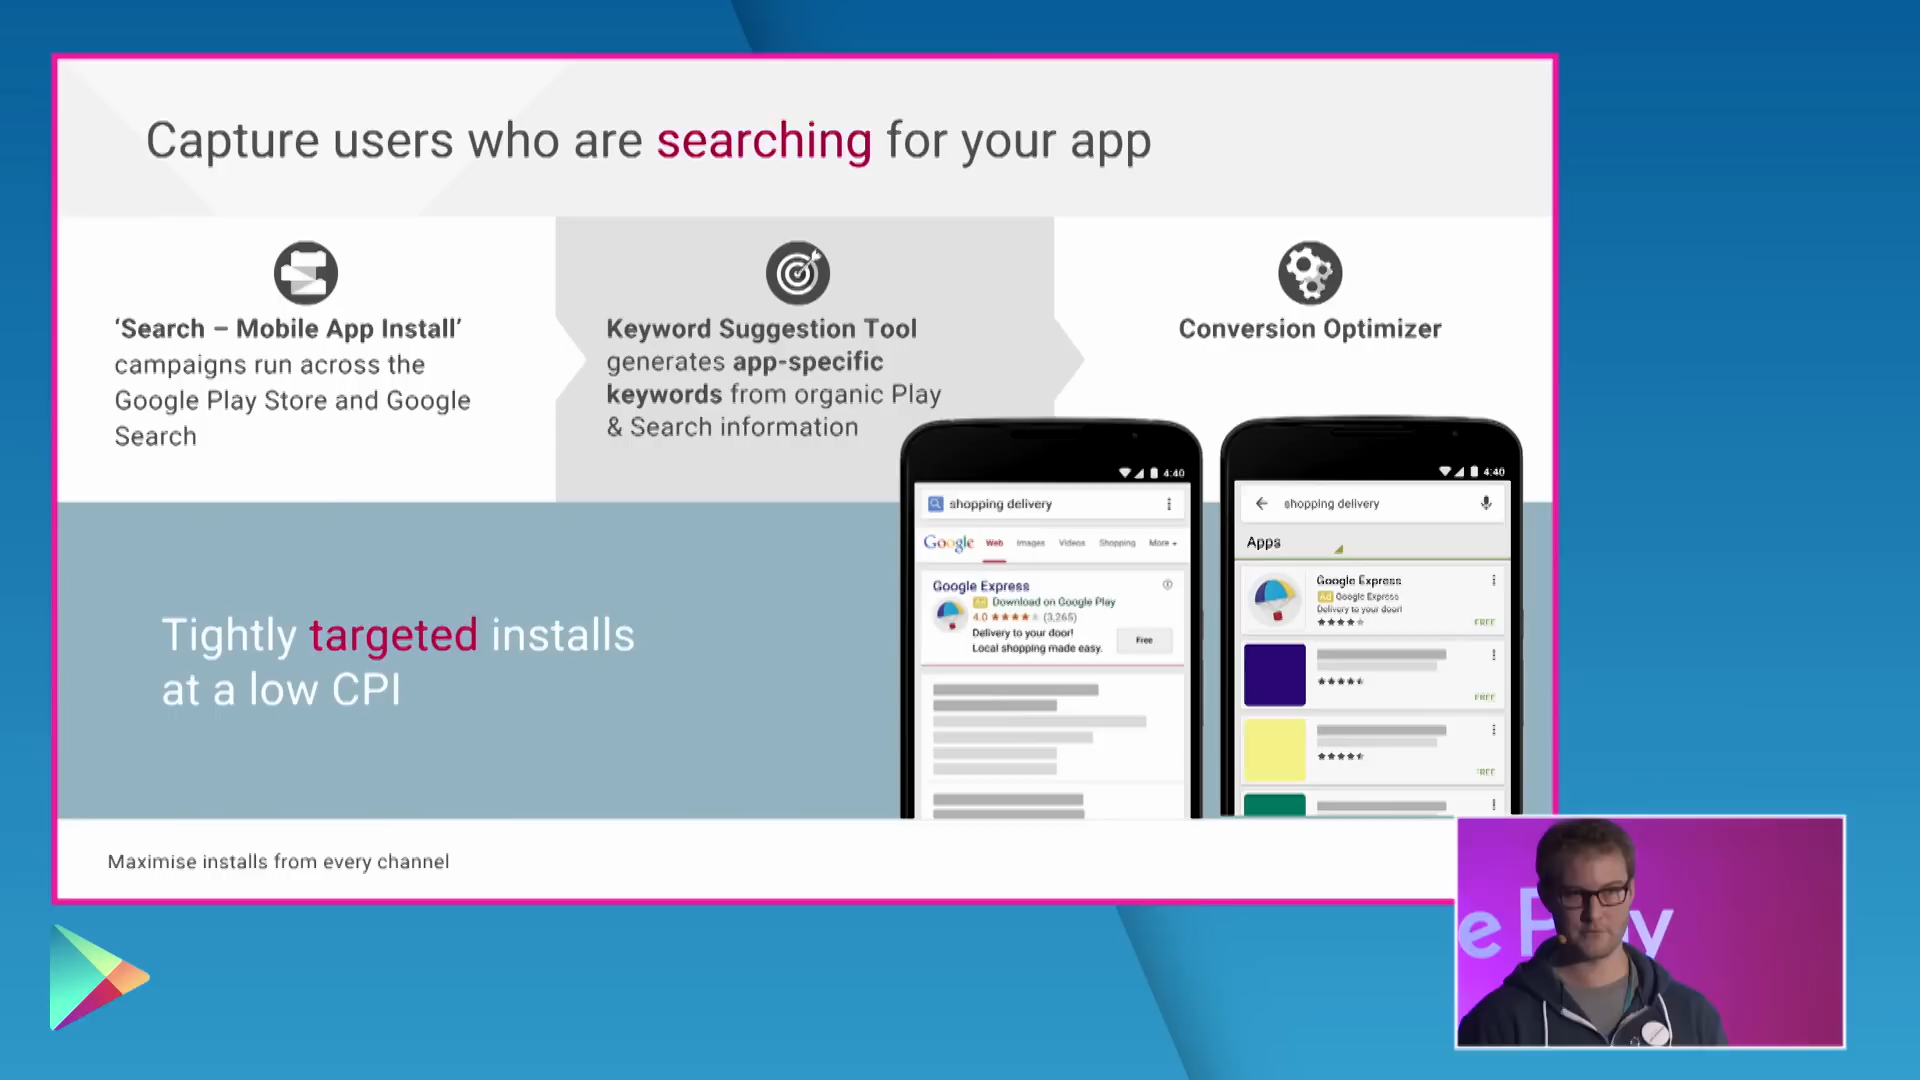 Capture users who are searching for your app
‘Search – Mobile App Install’
campaigns run across the
Google Play Store and Google
Search
Keyword Suggestion Tool
generates app-specific
keywords from organic Play
& Search information
Conversion Optimizer
Tightly targeted installs
at a low CPI
4:40
shopping delivery
Google Web Images Videos Shopping More
Google Express
Ad Download on Google Play
4.0 ★★★★★ (3,265)
Delivery to your door!
Local shopping made easy.
Free
4:40
shopping delivery
Apps
Google Express
Ad Google Express
Delivery to your door!
FREE
FREE
FREE
Maximise installs from every channel
e Play